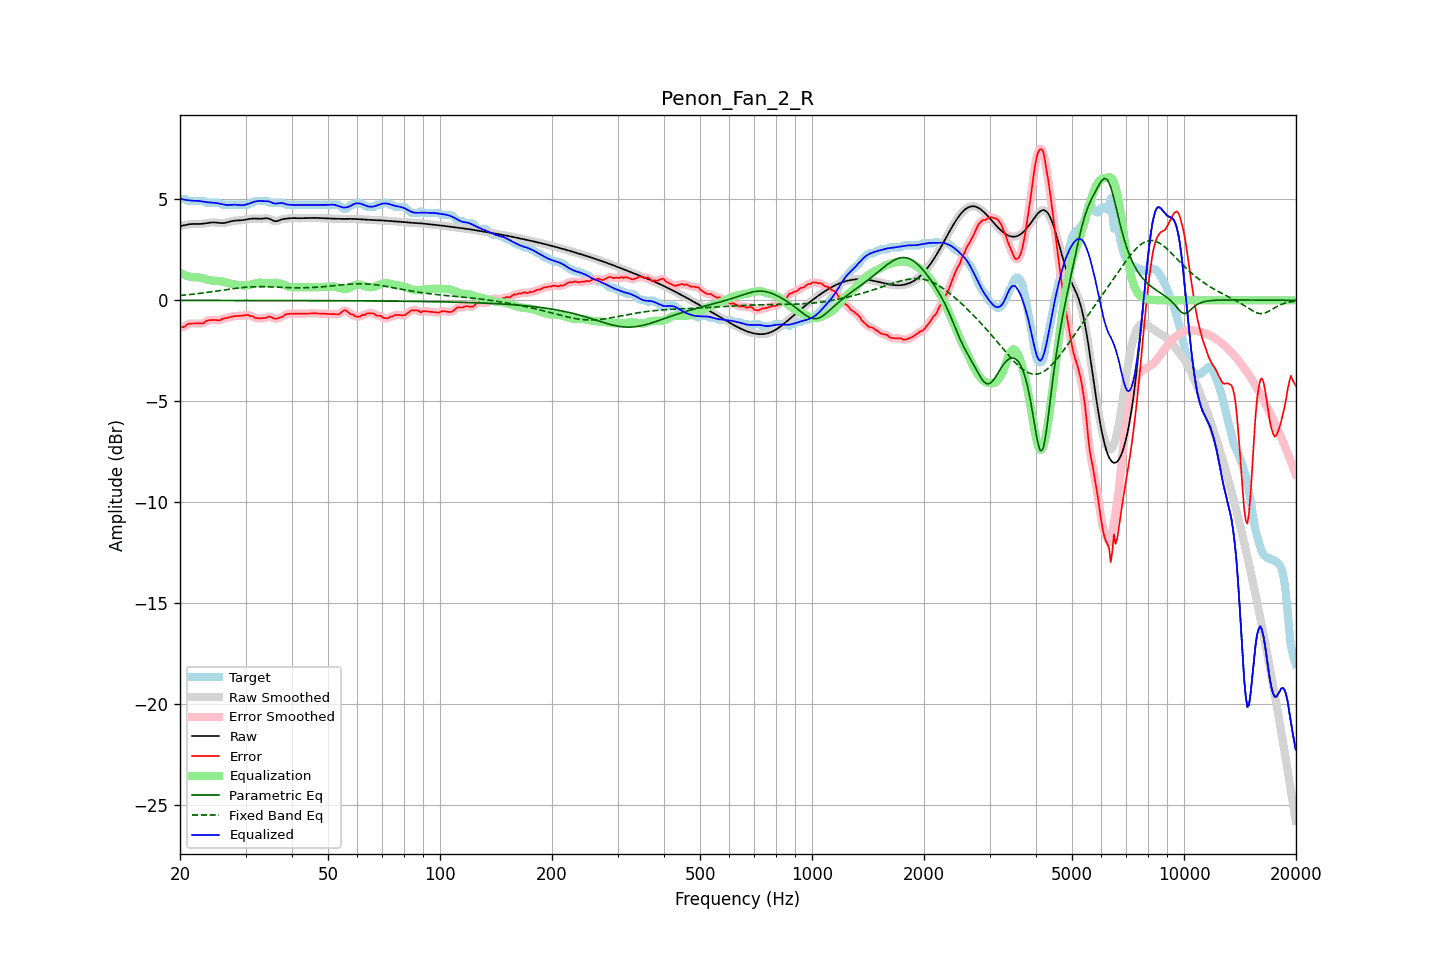 Penon_Fan_2_R
5
0
−5
−10
−15
−20
−25
Amplitude (dBr)
Target
Raw Smoothed
Error Smoothed
Raw
Error
Equalization
Parametric Eq
Fixed Band Eq
Equalized
20 50 100 200 500 1000 2000 5000 10000 20000
Frequency (Hz)